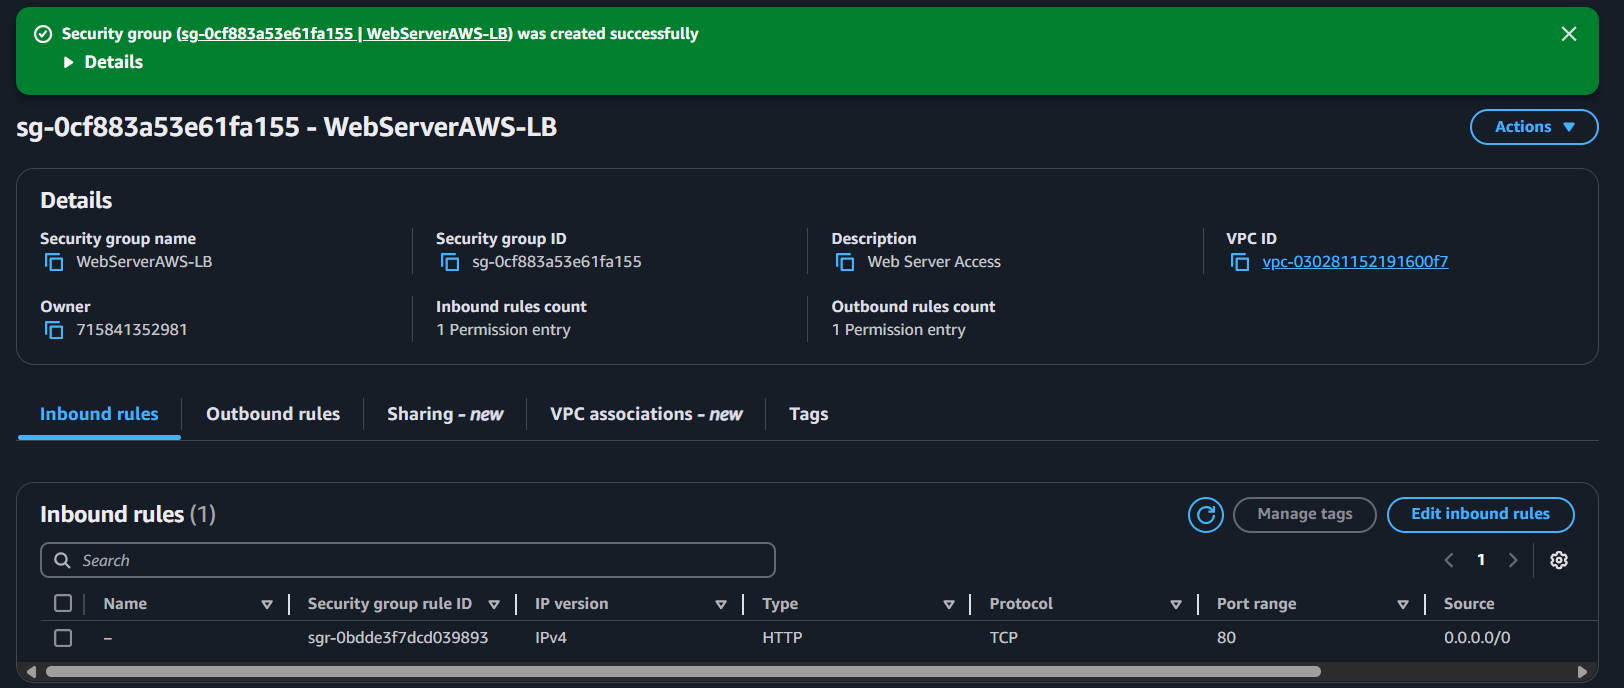 Security group (sg-0cf883a53e61fa155 | WebServerAWS-LB) was created successfully
Details
sg-0cf883a53e61fa155 - WebServerAWS-LB
Actions
Details
Security group name
WebServerAWS-LB
Security group ID
sg-0cf883a53e61fa155
Description
Web Server Access
VPC ID
vpc-030281152191600f7
Owner
715841352981
Inbound rules count
1 Permission entry
Outbound rules count
1 Permission entry
Inbound rules
Outbound rules
Sharing - new
VPC associations - new
Tags
Inbound rules (1)
Manage tags
Edit inbound rules
Search
1
Name Security group rule ID IP version Type Protocol Port range Source
– sgr-0bdde3f7dcd039893 IPv4 HTTP TCP 80 0.0.0.0/0